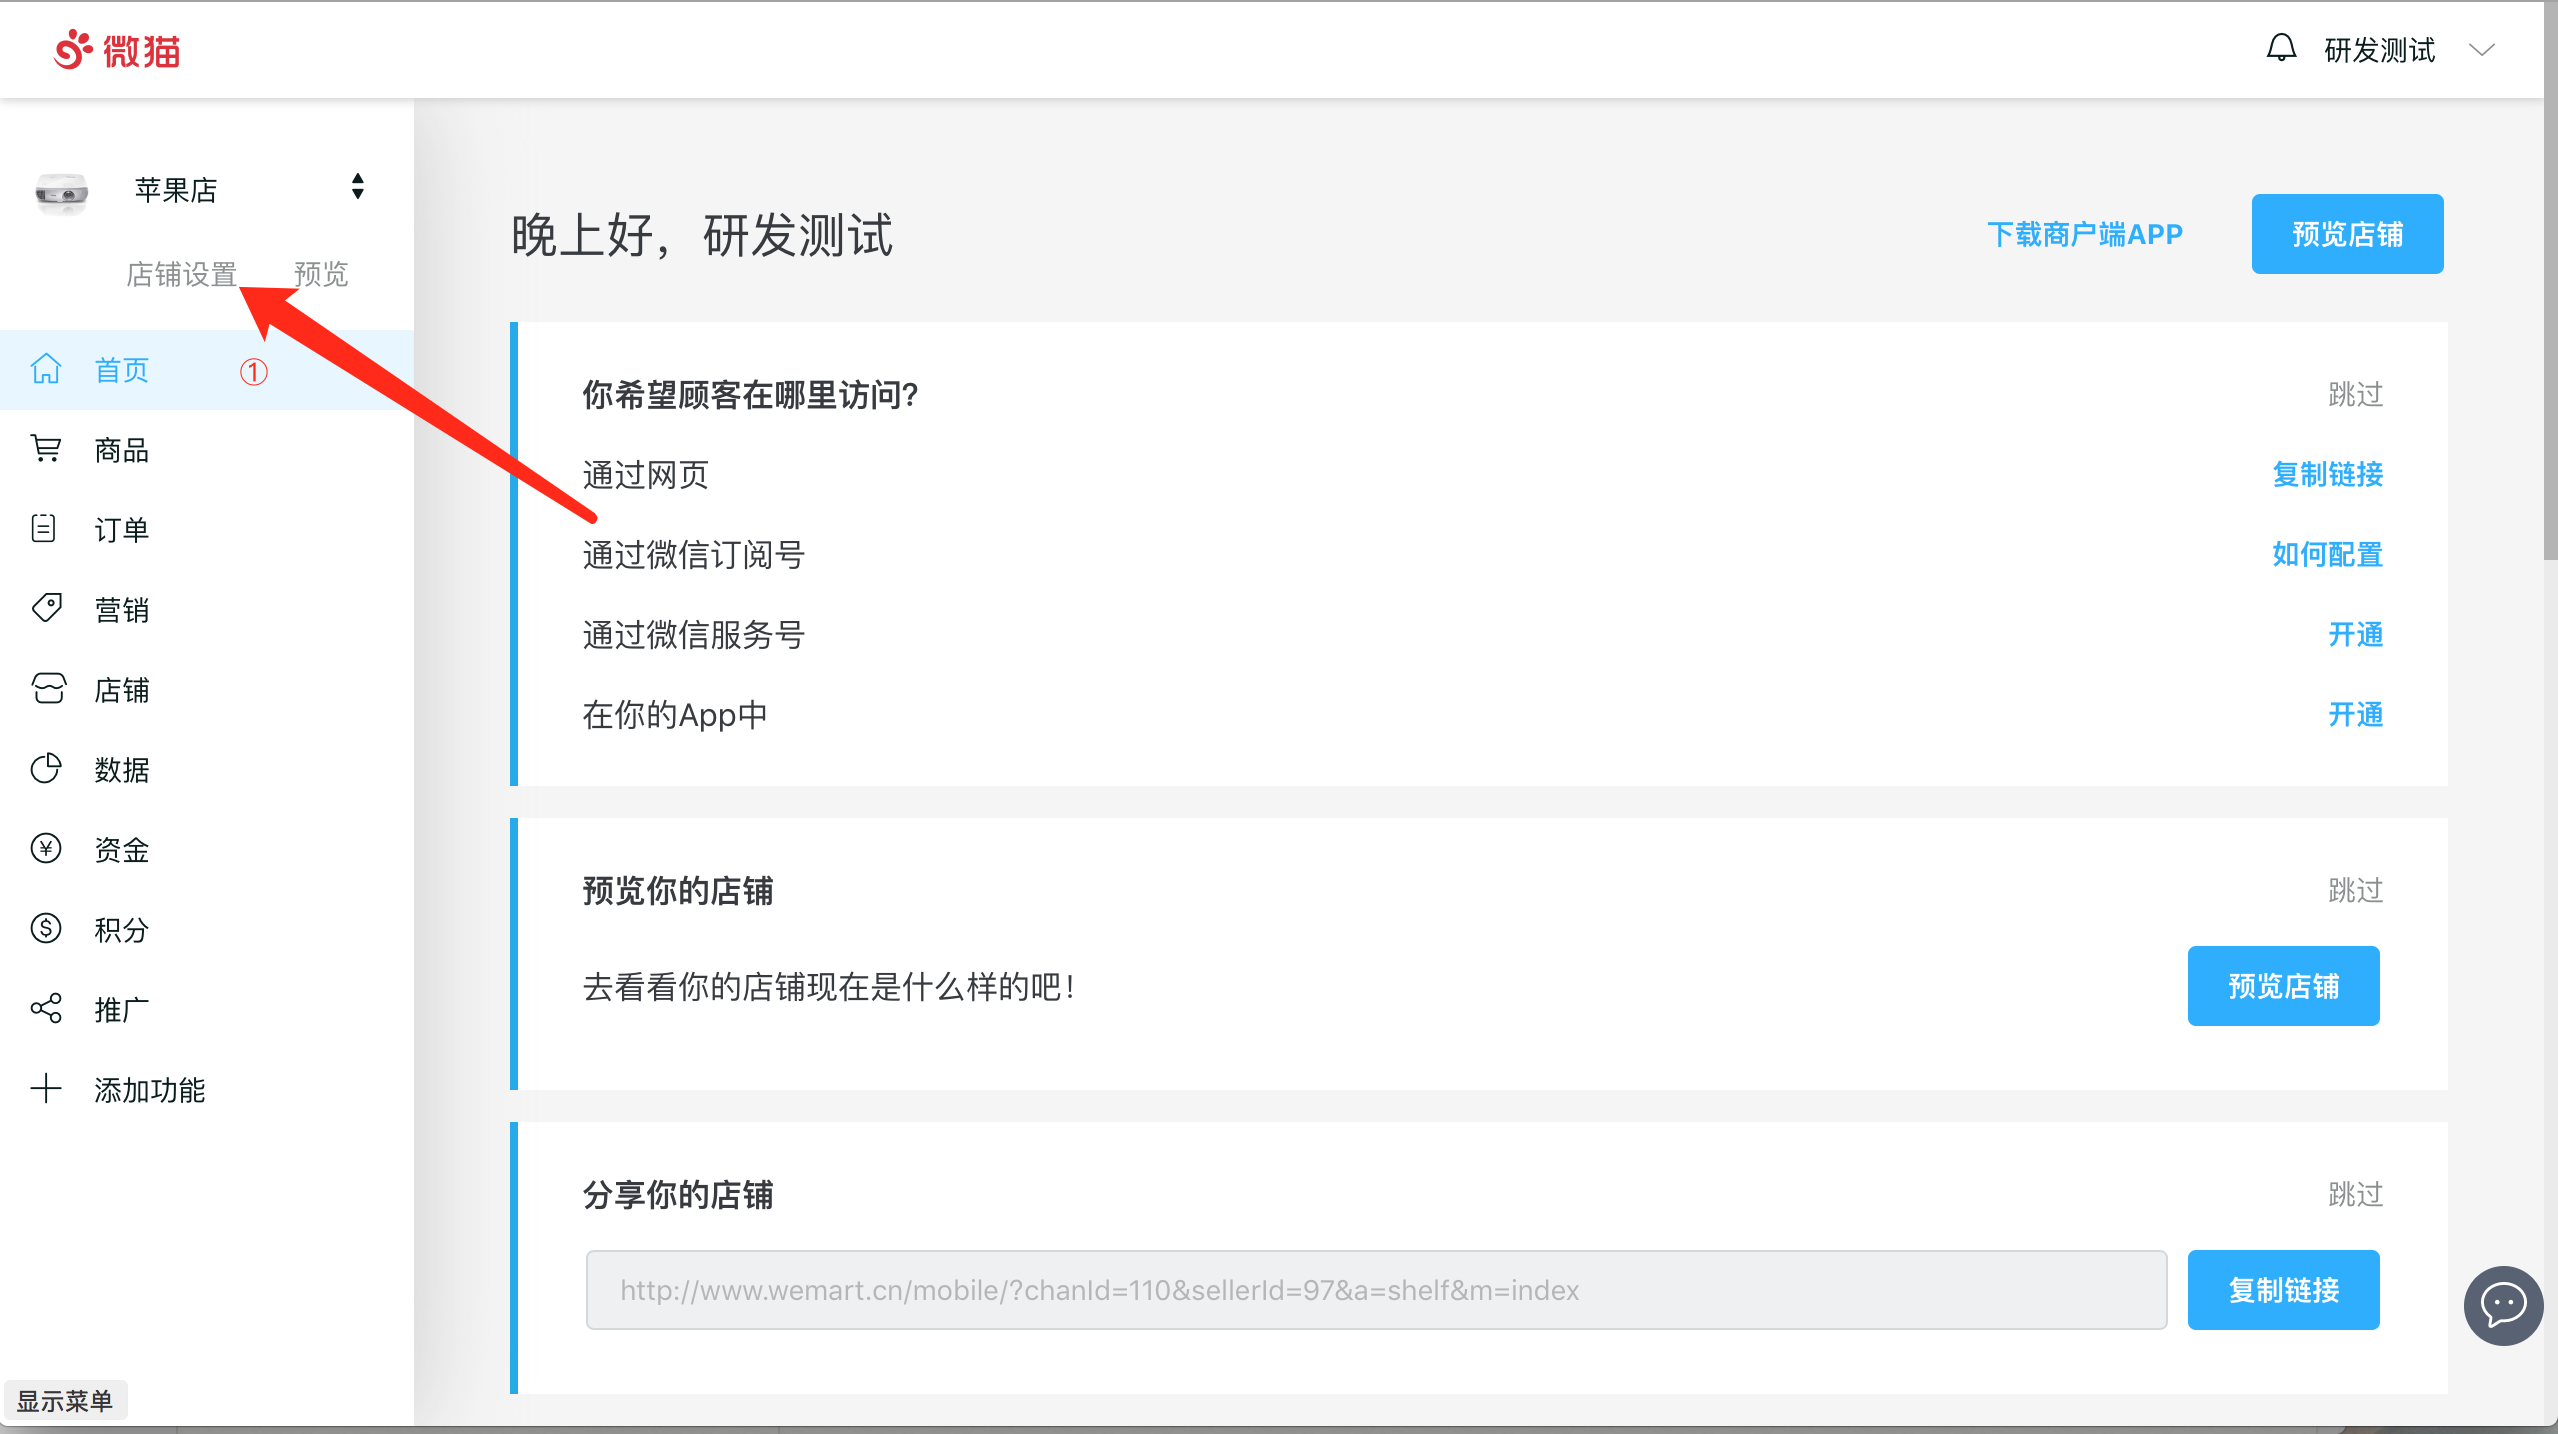 微猫
研发测试
苹果店
店铺设置 预览
首页 ①
商品
订单
营销
店铺
数据
资金
积分
推广
添加功能
显示菜单
晚上好，研发测试
下载商户端APP
预览店铺
你希望顾客在哪里访问?
跳过
通过网页
复制链接
通过微信订阅号
如何配置
通过微信服务号
开通
在你的App中
开通
预览你的店铺
跳过
去看看你的店铺现在是什么样的吧！
预览店铺
分享你的店铺
跳过
http://www.wemart.cn/mobile/?chanId=110&sellerId=97&a=shelf&m=index
复制链接